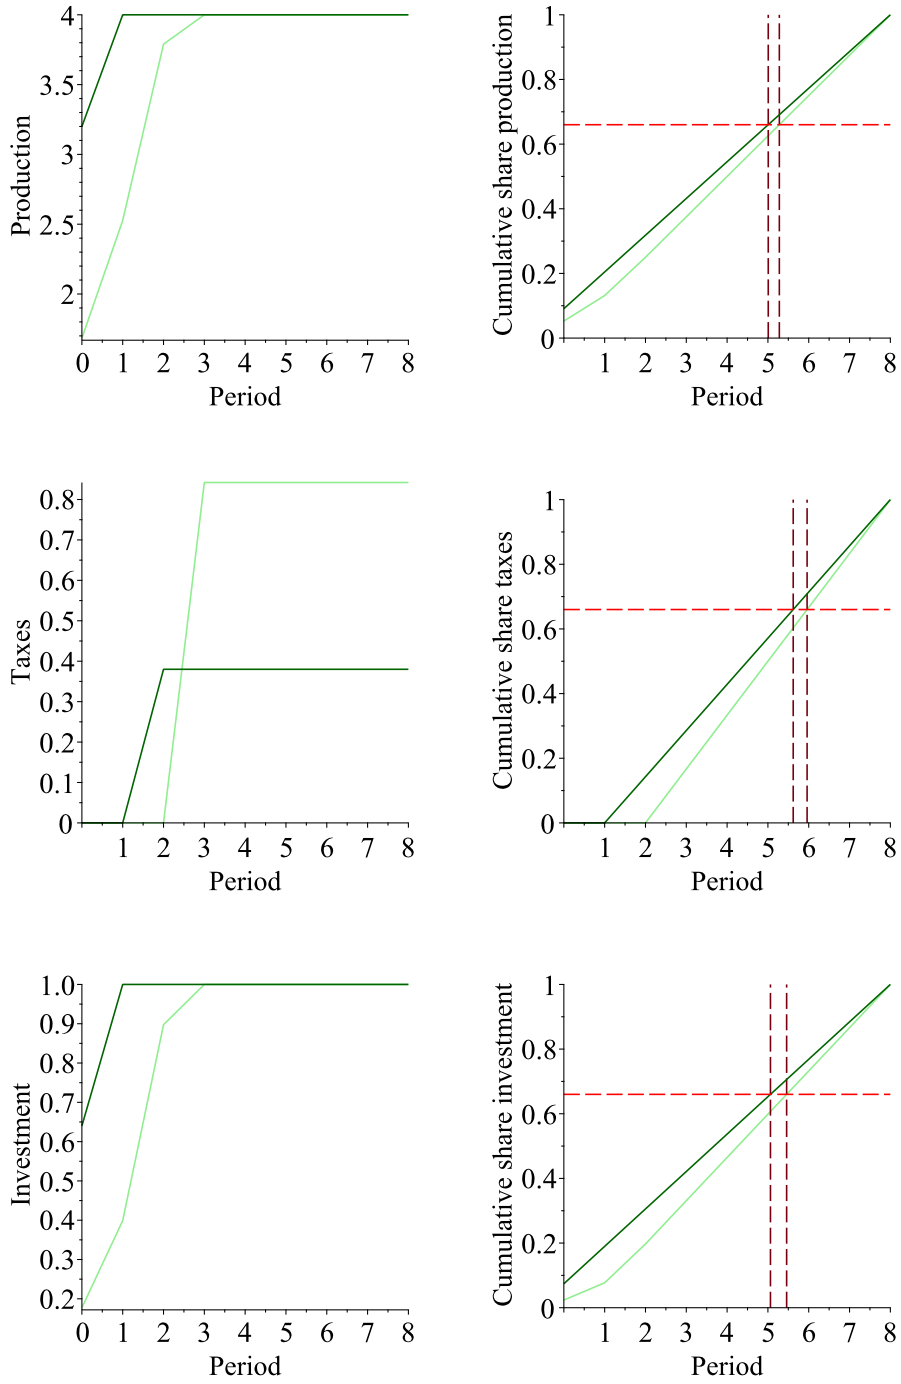 4
3.5
3
2.5
2
Production
0 1 2 3 4 5 6 7 8
Period
1
0.8
0.6
0.4
0.2
0
Cumulative share production
1 2 3 4 5 6 7 8
Period
0.8
0.7
0.6
0.5
0.4
0.3
0.2
0.1
0
Taxes
1 2 3 4 5 6 7 8
Period
1
0.8
0.6
0.4
0.2
0
Cumulative share taxes
1 2 3 4 5 6 7 8
Period
1.0
0.9
0.8
0.7
0.6
0.5
0.4
0.3
0.2
Investment
0 1 2 3 4 5 6 7 8
Period
1
0.8
0.6
0.4
0.2
0
Cumulative share investment
1 2 3 4 5 6 7 8
Period